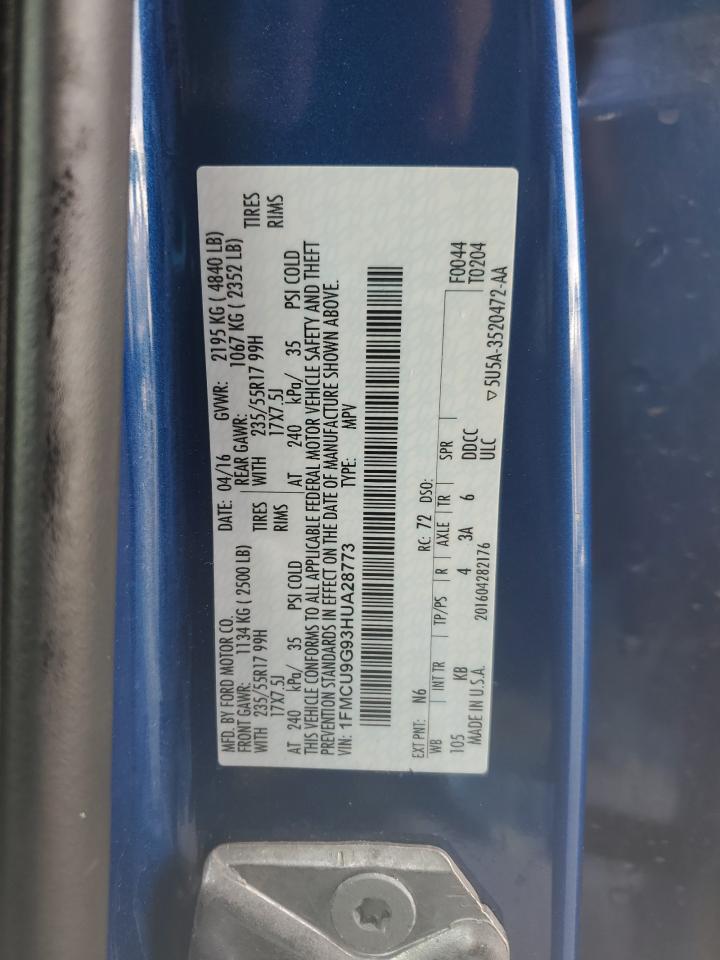 MFD. BY FORD MOTOR CO. DATE: 04/16 GVWR: 2195 KG ( 4840 LB)
FRONT GAWR: 1134 KG ( 2500 LB) REAR GAWR: 1067 KG ( 2352 LB)
WITH 235/55R17 99H TIRES WITH 235/55R17 99H TIRES
17X7.5J RIMS 17X7.5J RIMS
AT 240 kPa/ 35 PSI COLD AT 240 kPa/ 35 PSI COLD
THIS VEHICLE CONFORMS TO ALL APPLICABLE FEDERAL MOTOR VEHICLE SAFETY AND THEFT
PREVENTION STANDARDS IN EFFECT ON THE DATE OF MANUFACTURE SHOWN ABOVE.
VIN: 1FMCU9G93HUA28773 TYPE: MPV
EXT PNT: N6 RC: 72 DSO:
WB INT TR TP/PS R AXLE TR SPR F0044
105 KB 4 3A 6 DDCC T0204
MADE IN U.S.A. 201604282176 ULC ▽5U5A-3520472-AA